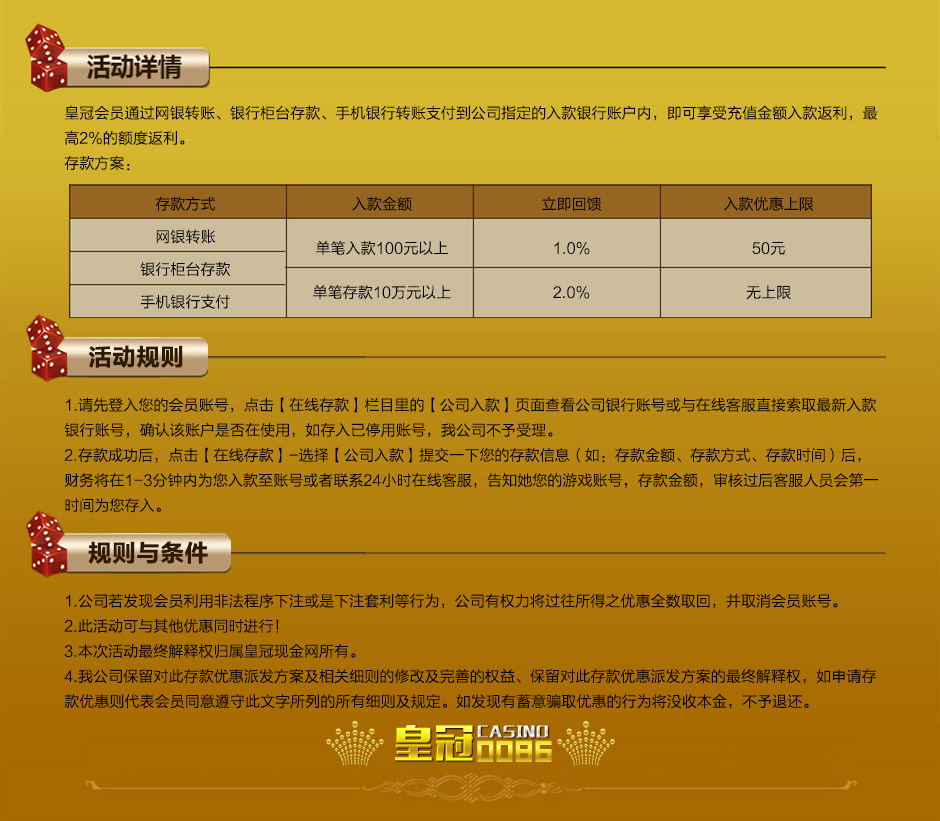 活动详情
皇冠会员通过网银转账、银行柜台存款、手机银行转账支付到公司指定的入款银行账户内，即可享受充值金额入款返利，最
高2%的额度返利。
存款方案：
存款方式 入款金额 立即回馈 入款优惠上限
网银转账
单笔入款100元以上 1.0% 50元
银行柜台存款
单笔存款10万元以上 2.0% 无上限
手机银行支付
活动规则
1.请先登入您的会员账号，点击【在线存款】栏目里的【公司入款】页面查看公司银行账号或与在线客服直接索取最新入款
银行账号，确认该账户是否在使用，如存入已停用账号，我公司不予受理。
2.存款成功后，点击【在线存款】-选择【公司入款】提交一下您的存款信息（如：存款金额、存款方式、存款时间）后，
财务将在1-3分钟内为您入款至账号或者联系24小时在线客服，告知她您的游戏账号，存款金额，审核过后客服人员会第一
时间为您存入。
规则与条件
1.公司若发现会员利用非法程序下注或是下注套利等行为，公司有权力将过往所得之优惠全数取回，并取消会员账号。
2.此活动可与其他优惠同时进行！
3.本次活动最终解释权归属皇冠现金网所有。
4.我公司保留对此存款优惠派发方案及相关细则的修改及完善的权益、保留对此存款优惠派发方案的最终解释权，如申请存
款优惠则代表会员同意遵守此文字所列的所有细则及规定。如发现有蓄意骗取优惠的行为将没收本金，不予退还。
皇冠 CASINO
0086